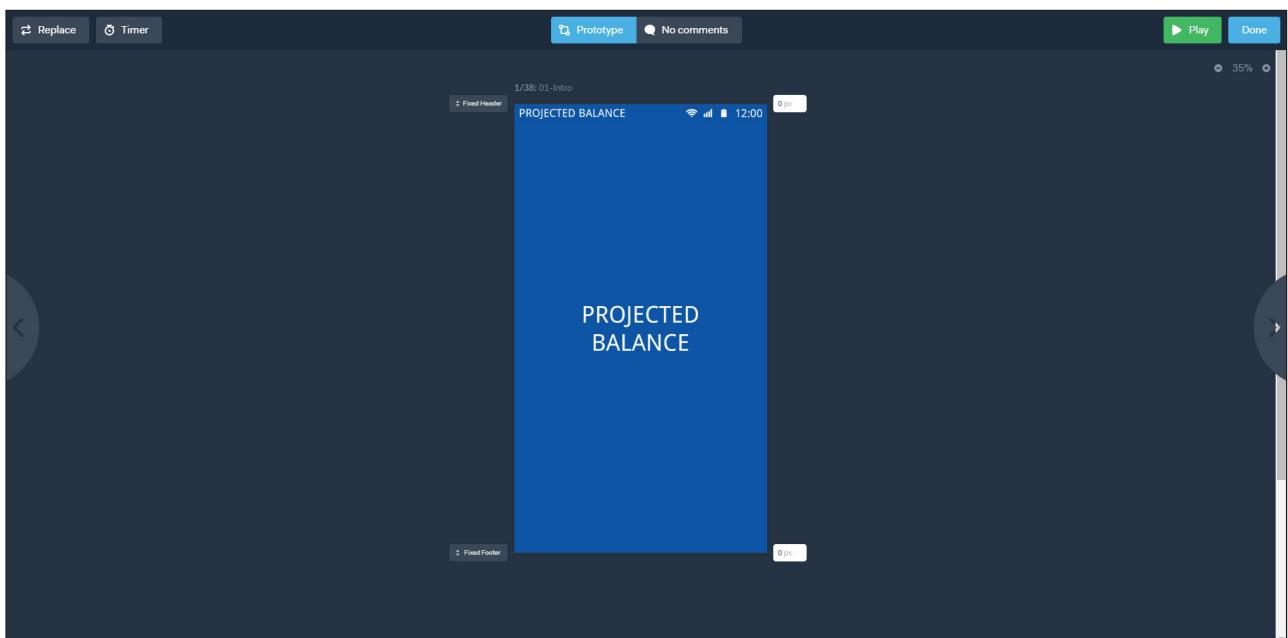 Replace Timer Prototype No comments Play Done
35%
1/38: 01-Intro
Fixed Header 0 px
PROJECTED BALANCE 12:00
PROJECTED
BALANCE
Fixed Footer 0 px